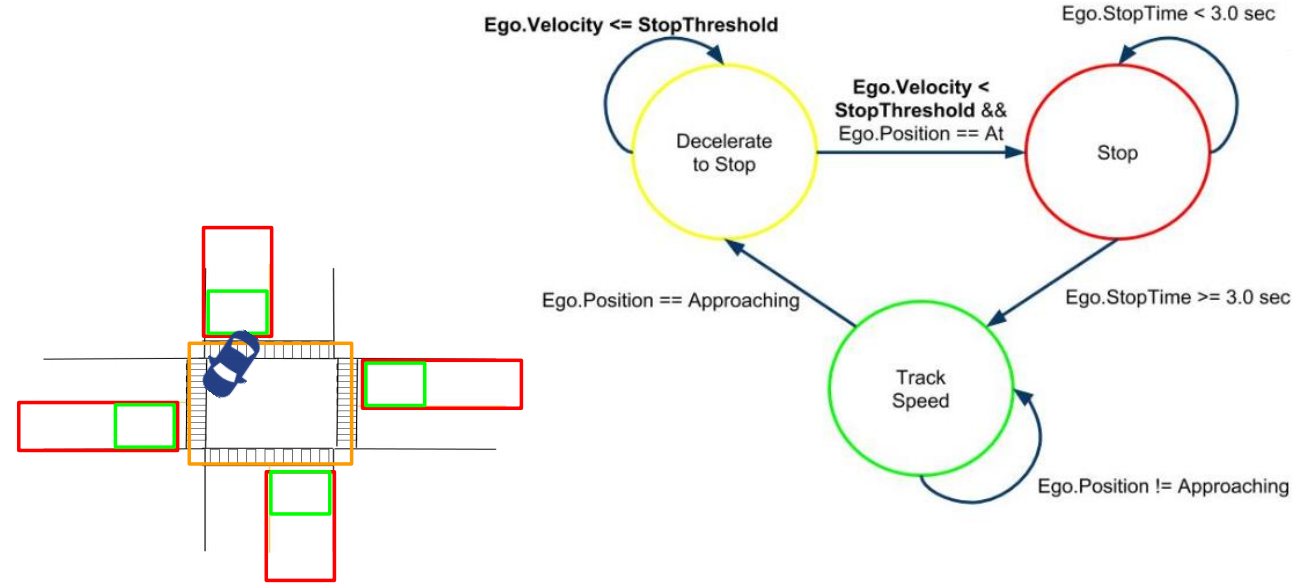 Ego.Velocity <= StopThreshold
Ego.StopTime < 3.0 sec
Ego.Velocity <
StopThreshold &&
Ego.Position == At
Decelerate
to Stop
Stop
Ego.Position == Approaching
Ego.StopTime >= 3.0 sec
Track
Speed
Ego.Position != Approaching